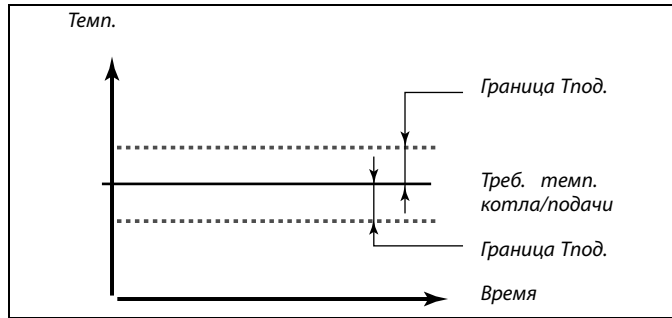 Темп.
Граница Тпод.
Треб. темп.
котла/подачи
Граница Тпод.
Время